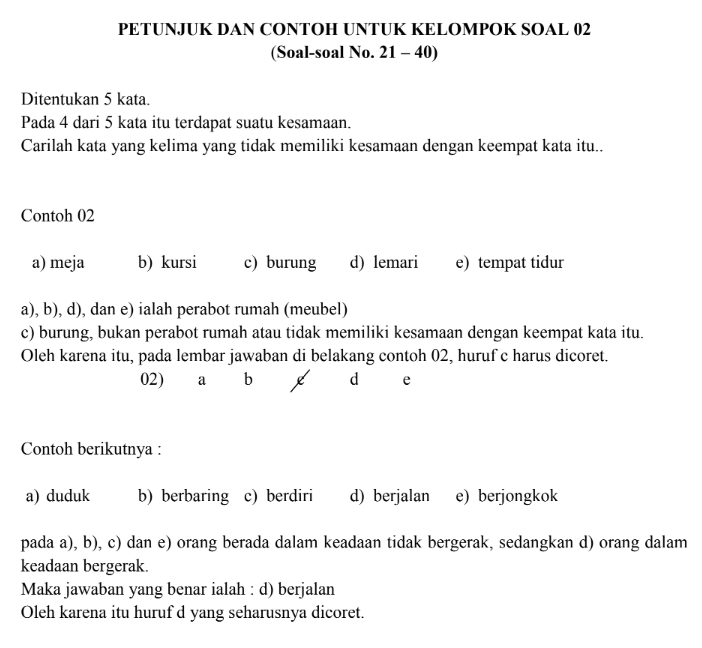 PETUNJUK DAN CONTOH UNTUK KELOMPOK SOAL 02
(Soal-soal No. 21 – 40)
Ditentukan 5 kata.
Pada 4 dari 5 kata itu terdapat suatu kesamaan.
Carilah kata yang kelima yang tidak memiliki kesamaan dengan keempat kata itu..
Contoh 02
a) meja b) kursi c) burung d) lemari e) tempat tidur
a), b), d), dan e) ialah perabot rumah (meubel)
c) burung, bukan perabot rumah atau tidak memiliki kesamaan dengan keempat kata itu.
Oleh karena itu, pada lembar jawaban di belakang contoh 02, huruf c harus dicoret.
02) a b c d e
Contoh berikutnya :
a) duduk b) berbaring c) berdiri d) berjalan e) berjongkok
pada a), b), c) dan e) orang berada dalam keadaan tidak bergerak, sedangkan d) orang dalam
keadaan bergerak.
Maka jawaban yang benar ialah : d) berjalan
Oleh karena itu huruf d yang seharusnya dicoret.